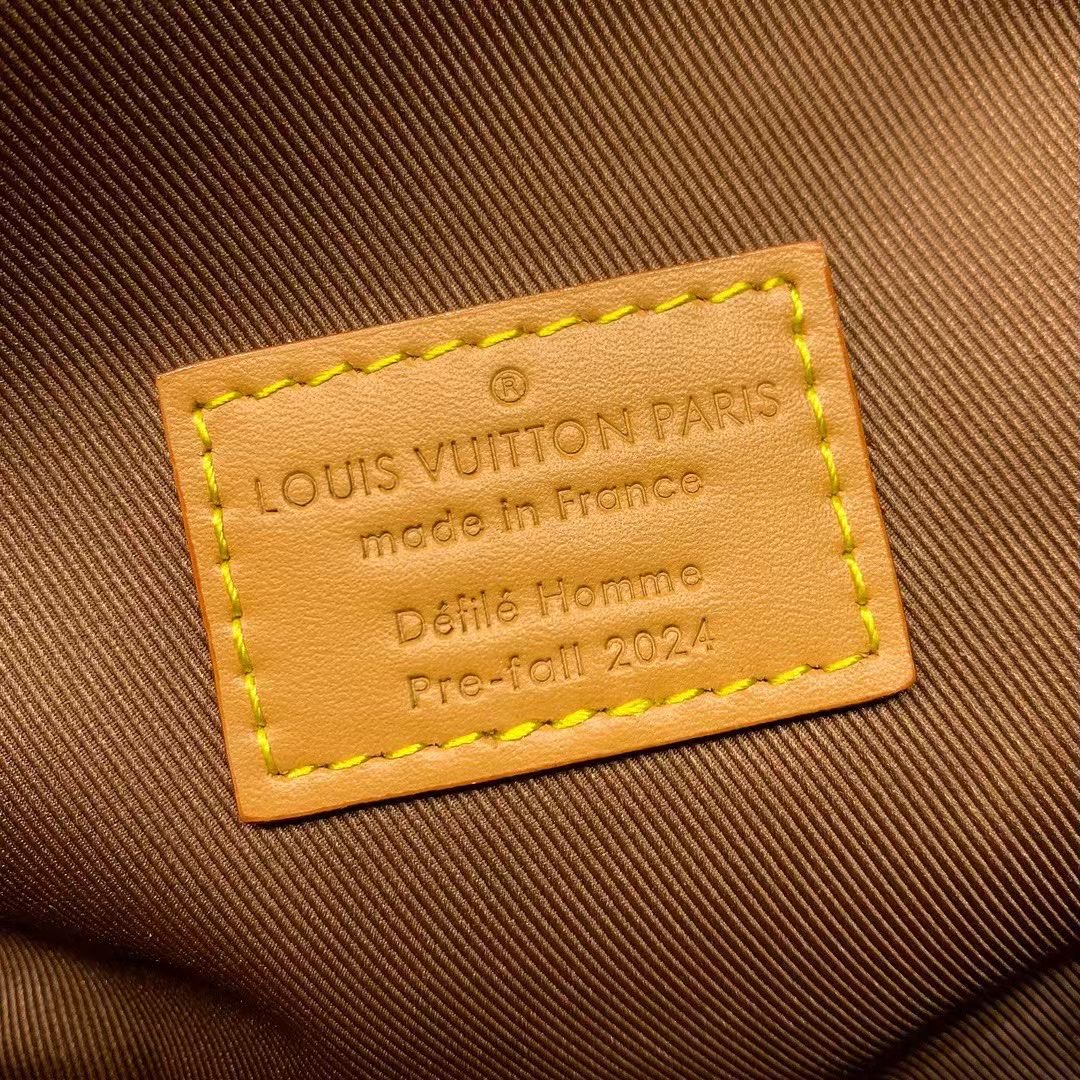 ®
LOUIS VUITTON PARIS
made in France
Défilé Homme
Pre-fall 2024